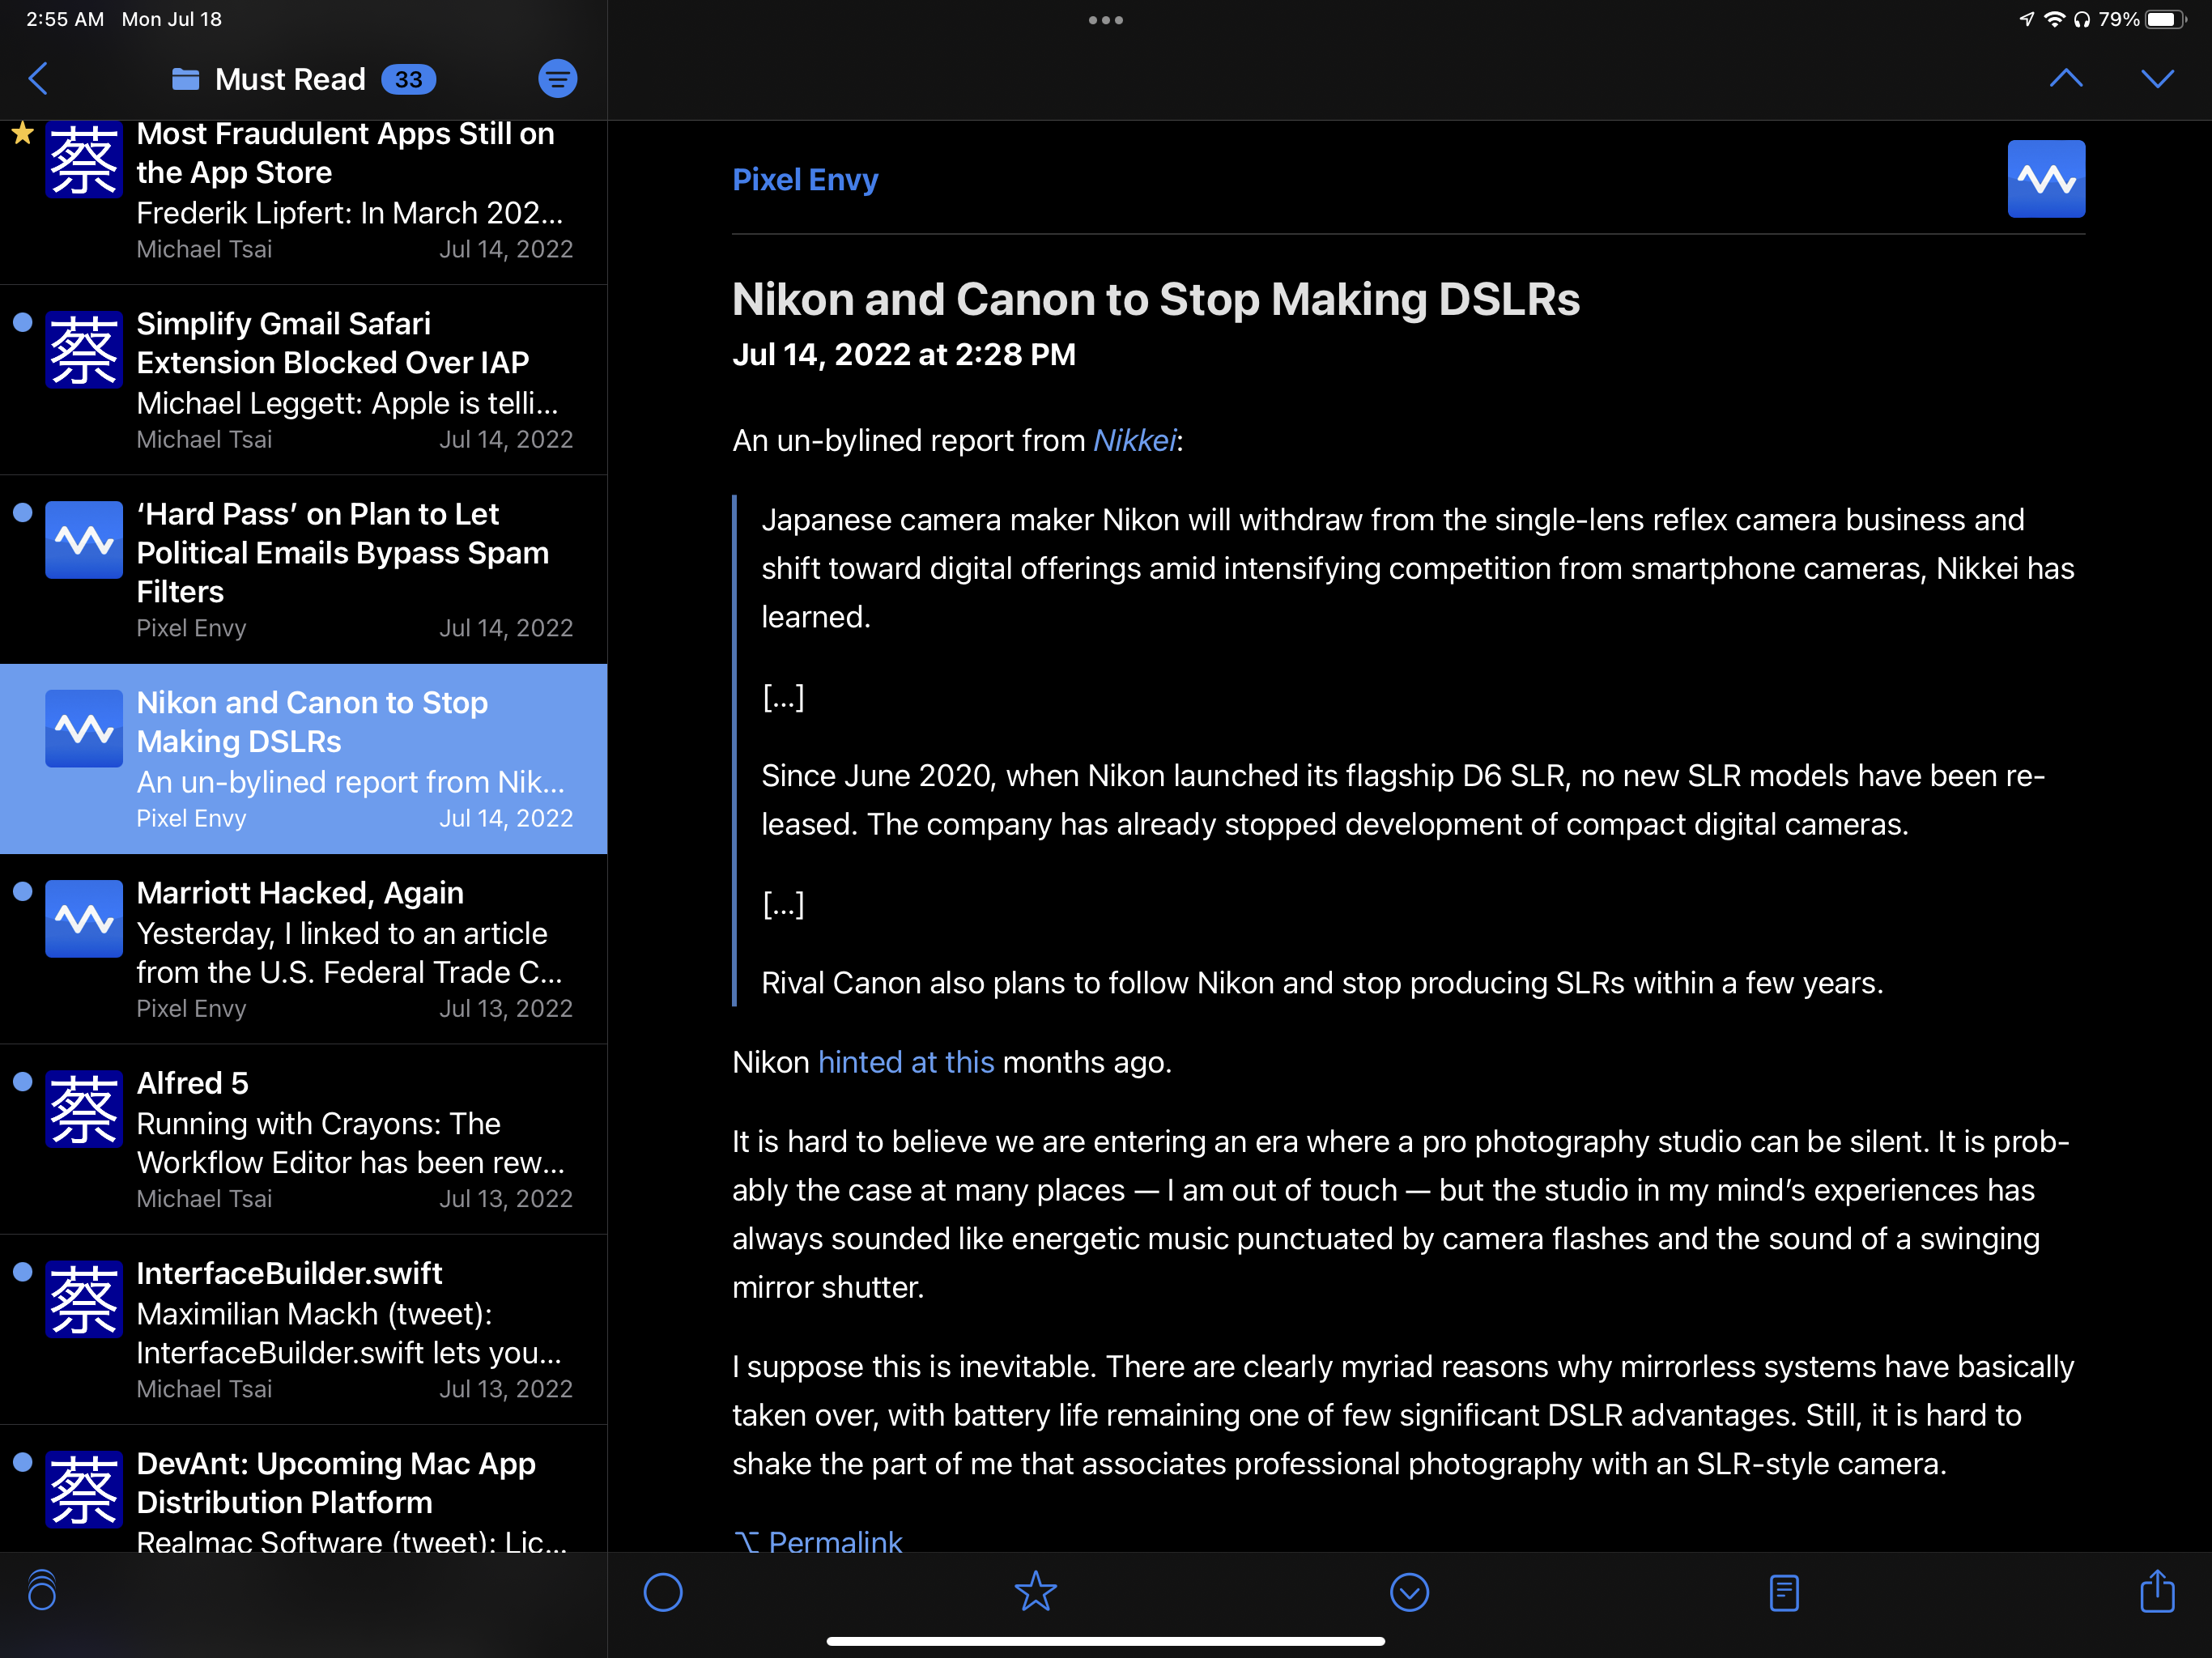 2:55 AM Mon Jul 18
79%
Must Read 33
Most Fraudulent Apps Still on
the App Store
Frederik Lipfert: In March 202...
Michael Tsai Jul 14, 2022
蔡
Simplify Gmail Safari
Extension Blocked Over IAP
Michael Leggett: Apple is telli...
Michael Tsai Jul 14, 2022
蔡
‘Hard Pass’ on Plan to Let
Political Emails Bypass Spam
Filters
Pixel Envy Jul 14, 2022
Nikon and Canon to Stop
Making DSLRs
An un-bylined report from Nik...
Pixel Envy Jul 14, 2022
Marriott Hacked, Again
Yesterday, I linked to an article
from the U.S. Federal Trade C...
Pixel Envy Jul 13, 2022
蔡
Alfred 5
Running with Crayons: The
Workflow Editor has been rew...
Michael Tsai Jul 13, 2022
蔡
InterfaceBuilder.swift
Maximilian Mackh (tweet):
InterfaceBuilder.swift lets you...
Michael Tsai Jul 13, 2022
蔡
DevAnt: Upcoming Mac App
Distribution Platform
Realmac Software (tweet): Lic...
Pixel Envy
Nikon and Canon to Stop Making DSLRs
Jul 14, 2022 at 2:28 PM
An un-bylined report from Nikkei:
Japanese camera maker Nikon will withdraw from the single-lens reflex camera business and
shift toward digital offerings amid intensifying competition from smartphone cameras, Nikkei has
learned.
[...]
Since June 2020, when Nikon launched its flagship D6 SLR, no new SLR models have been re-
leased. The company has already stopped development of compact digital cameras.
[...]
Rival Canon also plans to follow Nikon and stop producing SLRs within a few years.
Nikon hinted at this months ago.
It is hard to believe we are entering an era where a pro photography studio can be silent. It is prob-
ably the case at many places — I am out of touch — but the studio in my mind’s experiences has
always sounded like energetic music punctuated by camera flashes and the sound of a swinging
mirror shutter.
I suppose this is inevitable. There are clearly myriad reasons why mirrorless systems have basically
taken over, with battery life remaining one of few significant DSLR advantages. Still, it is hard to
shake the part of me that associates professional photography with an SLR-style camera.
⌥ Permalink